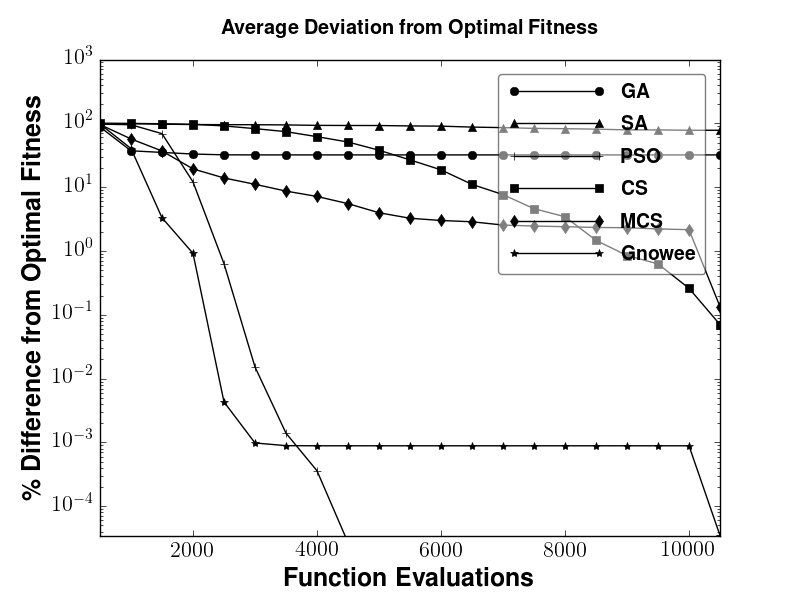 Average Deviation from Optimal Fitness
10³
10²
10¹
10⁰
10⁻¹
10⁻²
10⁻³
10⁻⁴
% Difference from Optimal Fitness
GA
SA
PSO
CS
MCS
Gnowee
2000 4000 6000 8000 10000
Function Evaluations